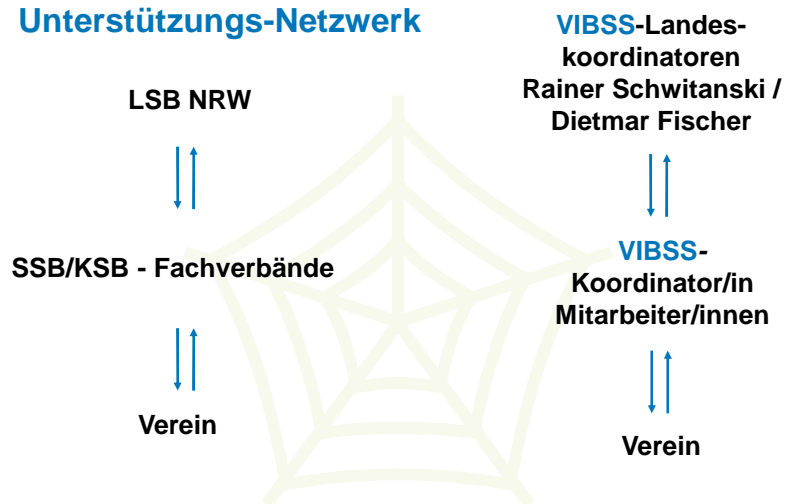 Unterstützungs-Netzwerk
LSB NRW
SSB/KSB - Fachverbände
Verein
VIBSS-Landes-
koordinatoren
Rainer Schwitanski /
Dietmar Fischer
VIBSS-
Koordinator/in
Mitarbeiter/innen
Verein